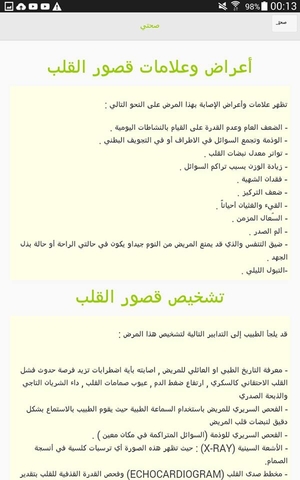 98% 00:13
صحتي
صحتي
أعراض وعلامات قصور القلب
تظهر علامات وأعراض الإصابة بهذا المرض على النحو التالي :
- الضعف العام وعدم القدرة على القيام بالنشاطات اليومية .
- الوذمة وتجمع السوائل في الاطراف أو في التجويف البطني .
- تواتر معدل نبضات القلب .
- زيادة الوزن بسبب تراكم السوائل .
- فقدان الشهية .
- ضعف التركيز .
- القيء والغثيان أحياناً .
- السّعال المزمن .
- ألم الصدر .
- ضيق التنفس والذي قد يمنع المريض من النوم جيداو يكون في حالتي الراحة أو حالة بذل
الجهد .
-التبول الليلي .
تشخيص قصور القلب
قد يلجأ الطبيب إلى التدابير التالية لتشخيص هذا المرض :
- معرفة التاريخ الطبي او العائلي للمريض , اصابته بأية اضطرابات تزيد فرصة حدوث فشل
القلب الاحتقاني كالسكري , ارتفاع ضغط الدم , عيوب صمامات القلب , داء الشريان التاجي
والذبحة الصدري
- الفحص السريري للمريض باستخدام السماعة الطبية حيث يقوم الطبيب بالاستماع بشكل
دقيق لنبضات قلب المريض
- الفحص السريري للوذمة (السوائل المتراكمة في مكان معين ) .
- الأشعة السينية (X-RAY) : حيث تظهر هذه الصورة أي ترسبات كلسية في أنسجة
الصمام.
- مخطط صدى القلب (ECHOCARDIOGRAM) وفحص القدرة القذفية للقلب بتقدير